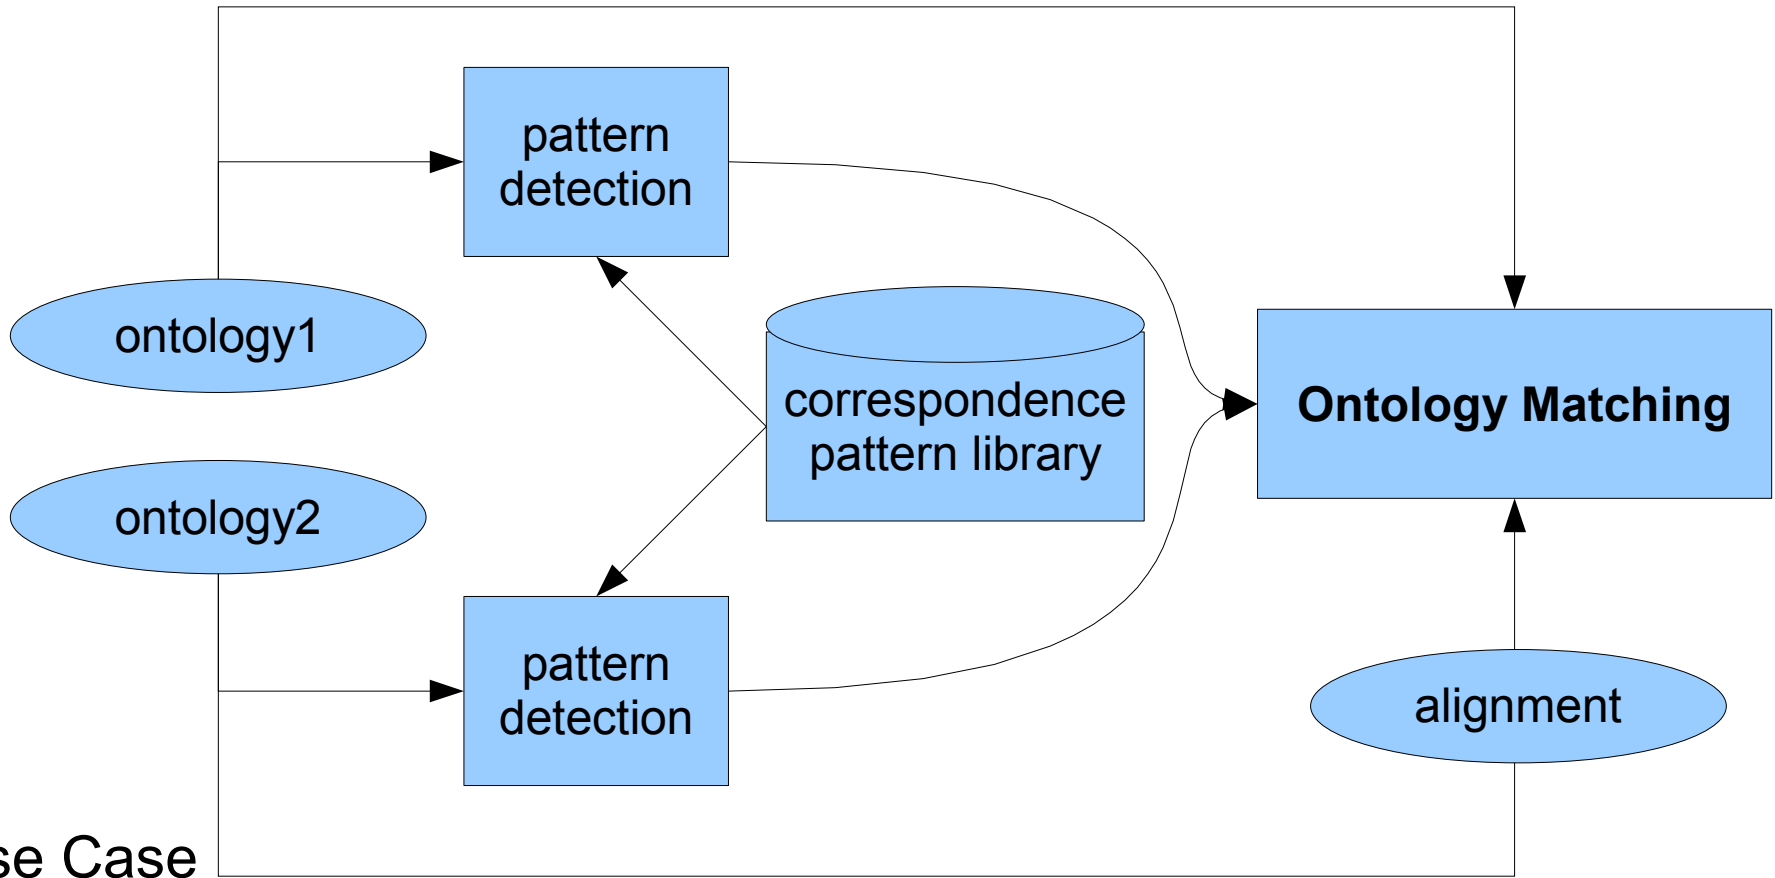 pattern
detection
ontology1
correspondence
pattern library
Ontology Matching
ontology2
pattern
detection
alignment
se Case